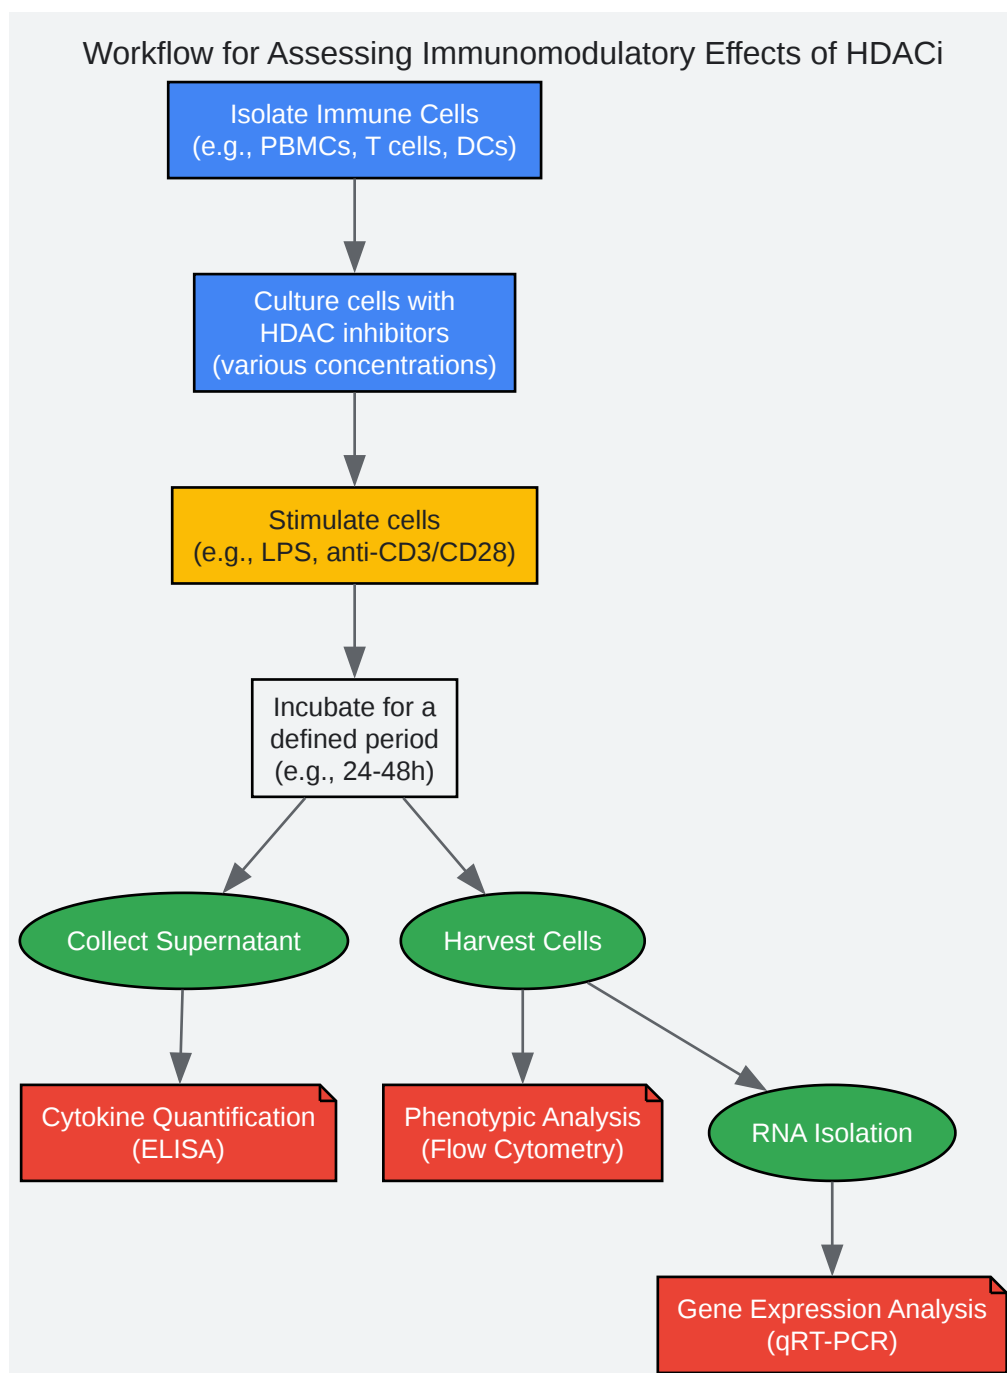 Workflow for Assessing Immunomodulatory Effects of HDACi
Isolate Immune Cells
(e.g., PBMCs, T cells, DCs)
Culture cells with
HDAC inhibitors
(various concentrations)
Stimulate cells
(e.g., LPS, anti-CD3/CD28)
Incubate for a
defined period
(e.g., 24-48h)
Collect Supernatant
Harvest Cells
Cytokine Quantification
(ELISA)
Phenotypic Analysis
(Flow Cytometry)
RNA Isolation
Gene Expression Analysis
(qRT-PCR)